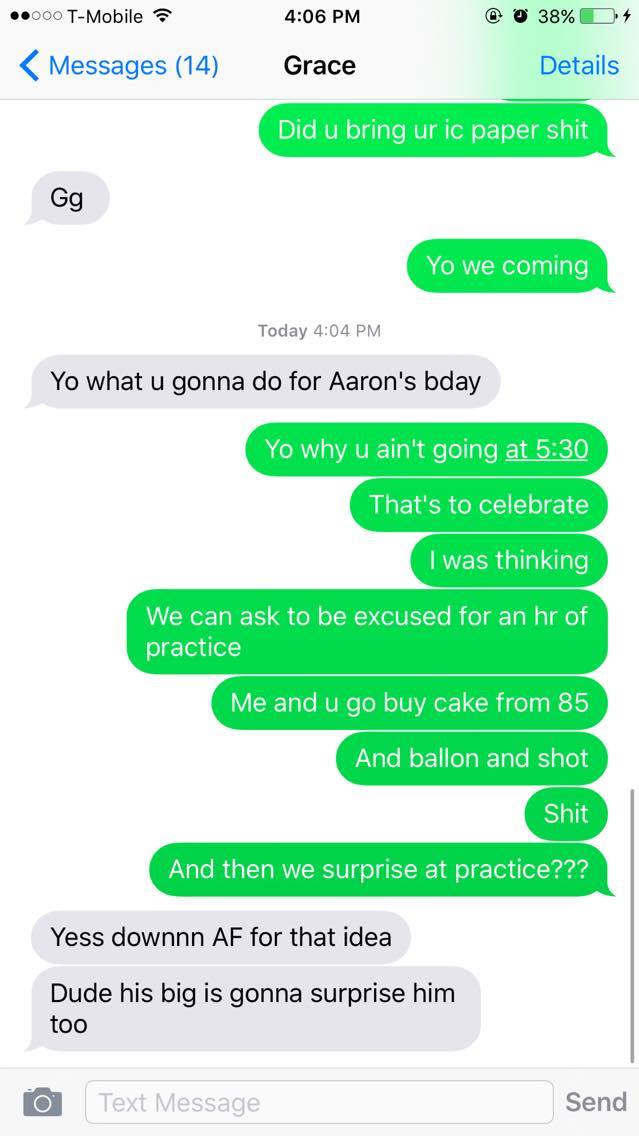 T-Mobile 4:06 PM 38%
Messages (14) Grace Details
Did u bring ur ic paper shit
Gg
Yo we coming
Today 4:04 PM
Yo what u gonna do for Aaron's bday
Yo why u ain't going at 5:30
That's to celebrate
I was thinking
We can ask to be excused for an hr of
practice
Me and u go buy cake from 85
And ballon and shot
Shit
And then we surprise at practice???
Yess downnn AF for that idea
Dude his big is gonna surprise him
too
Text Message Send